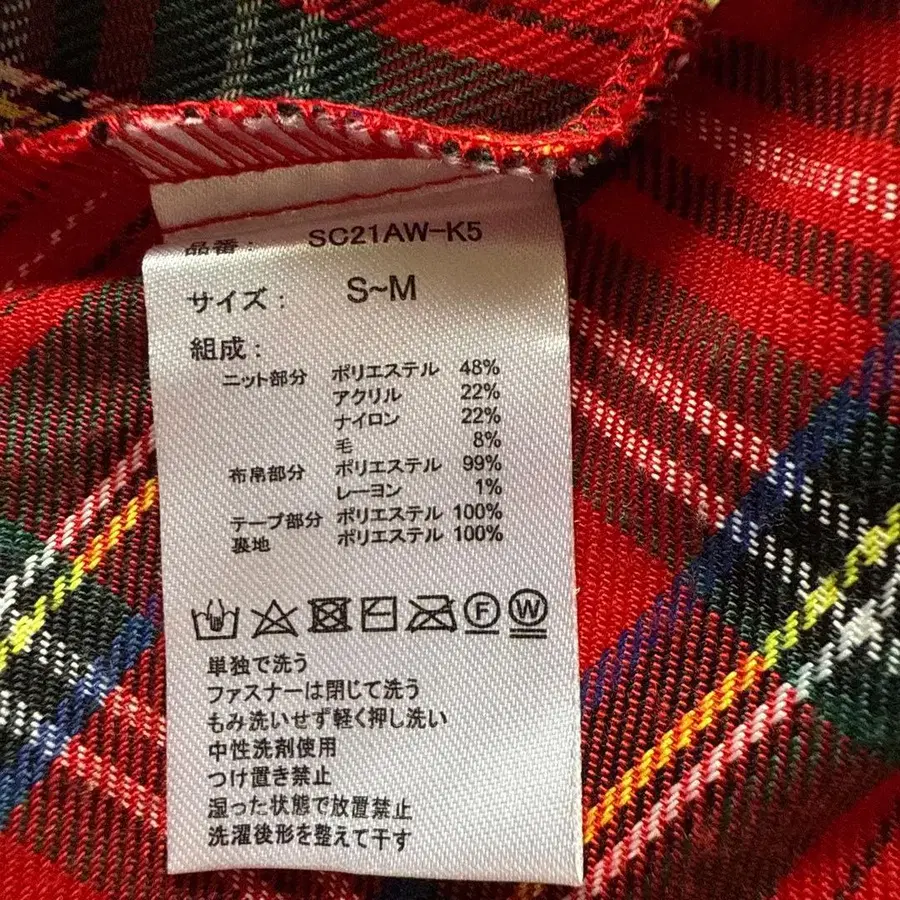 品番： SC21AW-K5
サイズ： S~M
組成：
ニット部分 ポリエステル 48%
アクリル 22%
ナイロン 22%
毛 8%
布帛部分 ポリエステル 99%
レーヨン 1%
テープ部分 ポリエステル 100%
裏地 ポリエステル 100%
F W
単独で洗う
ファスナーは閉じて洗う
もみ洗いせず軽く押し洗い
中性洗剤使用
つけ置き禁止
湿った状態で放置禁止
洗濯後形を整えて干す